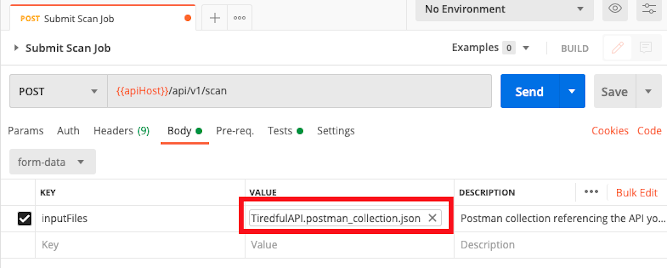 No Environment
POST Submit Scan Job
Submit Scan Job
Examples 0
BUILD
POST
{{apiHost}}/api/v1/scan
Send
Save
Params Auth Headers (9) Body Pre-req. Tests Settings
Cookies Code
form-data
KEY VALUE DESCRIPTION ••• Bulk Edit
inputFiles TiredfulAPI.postman_collection.json Postman collection referencing the API yo...
Key Value Description